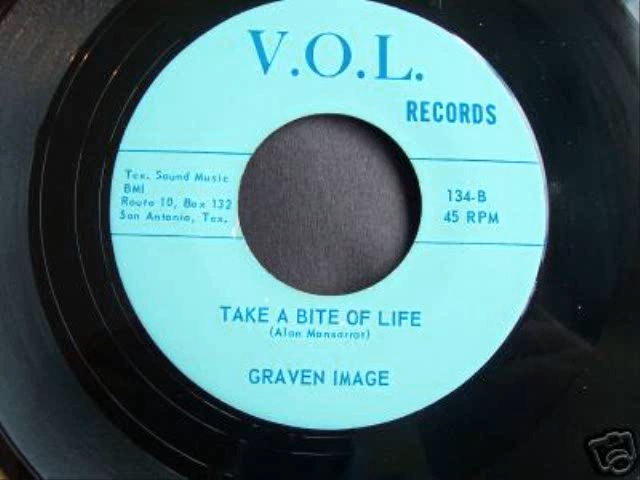 V.O.L.
RECORDS
Tex. Sound Music
BMI
Route 10, Box 132
San Antonio, Tex.
134-B
45 RPM
TAKE A BITE OF LIFE
(Alan Monsarrat)
GRAVEN IMAGE